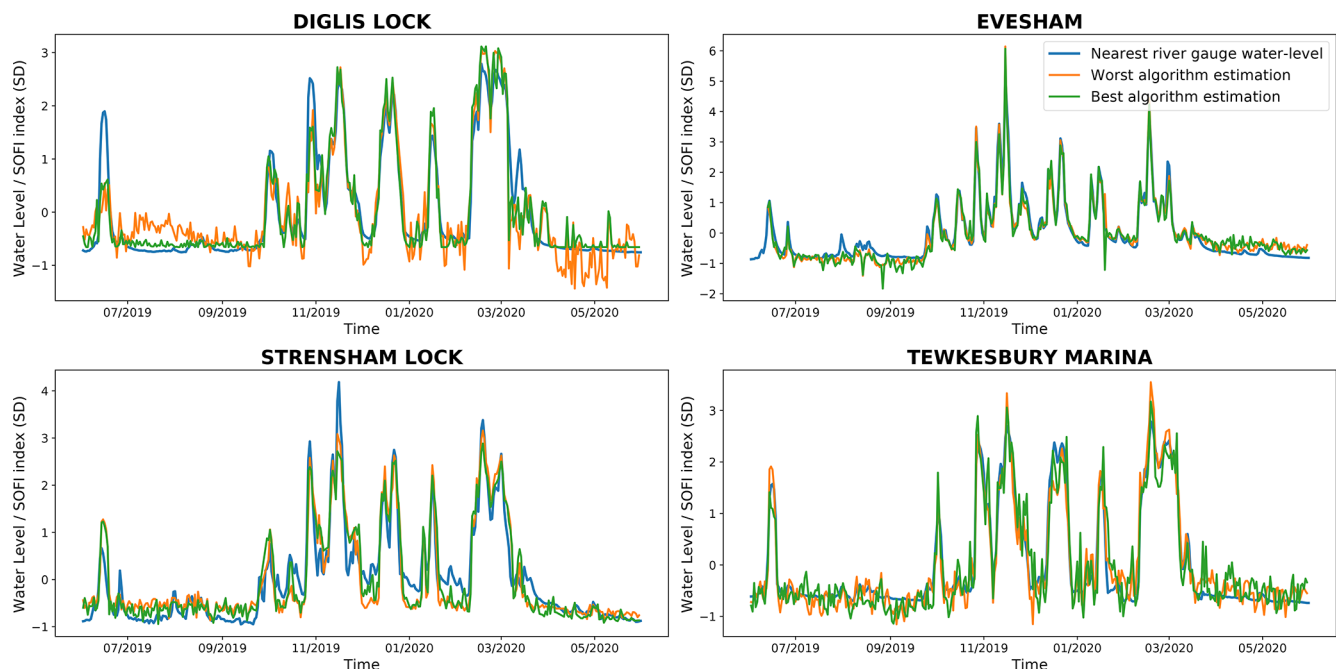 DIGLIS LOCK
Water Level / SOFI index (SD)
3
2
1
0
−1
07/2019 09/2019 11/2019 01/2020 03/2020 05/2020
Time
EVESHAM
Nearest river gauge water-level
Worst algorithm estimation
Best algorithm estimation
Water Level / SOFI index (SD)
6
5
4
3
2
1
0
−1
−2
07/2019 09/2019 11/2019 01/2020 03/2020 05/2020
Time
STRENSHAM LOCK
Water Level / SOFI index (SD)
4
3
2
1
0
−1
07/2019 09/2019 11/2019 01/2020 03/2020 05/2020
Time
TEWKESBURY MARINA
Water Level / SOFI index (SD)
3
2
1
0
−1
07/2019 09/2019 11/2019 01/2020 03/2020 05/2020
Time